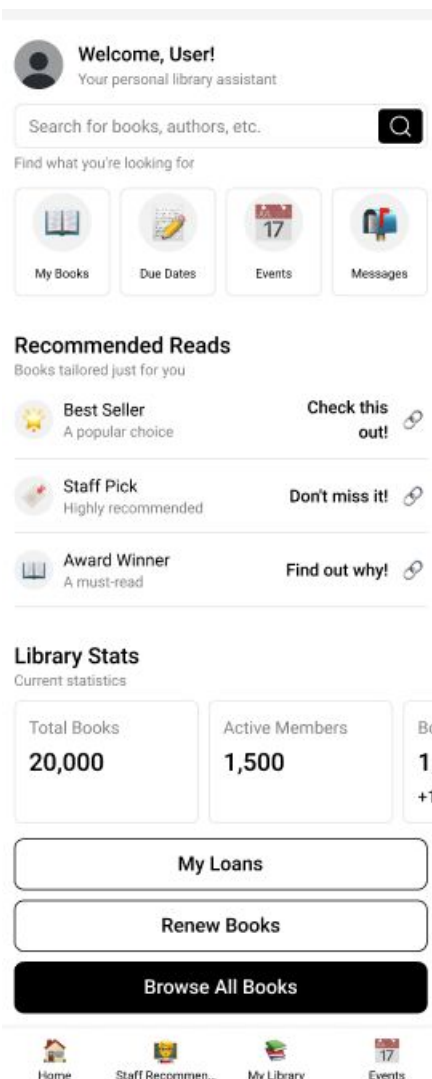 Welcome, User!
Your personal library assistant
Search for books, authors, etc.
Find what you're looking for
17
My Books
Due Dates
Events
Messages
Recommended Reads
Books tailored just for you
Best Seller
A popular choice
Check this
out!
Staff Pick
Highly recommended
Don't miss it!
Award Winner
A must-read
Find out why!
Library Stats
Current statistics
Total Books
20,000
Active Members
1,500
My Loans
Renew Books
Browse All Books
17
Home
Staff Recommen...
My Library
Events